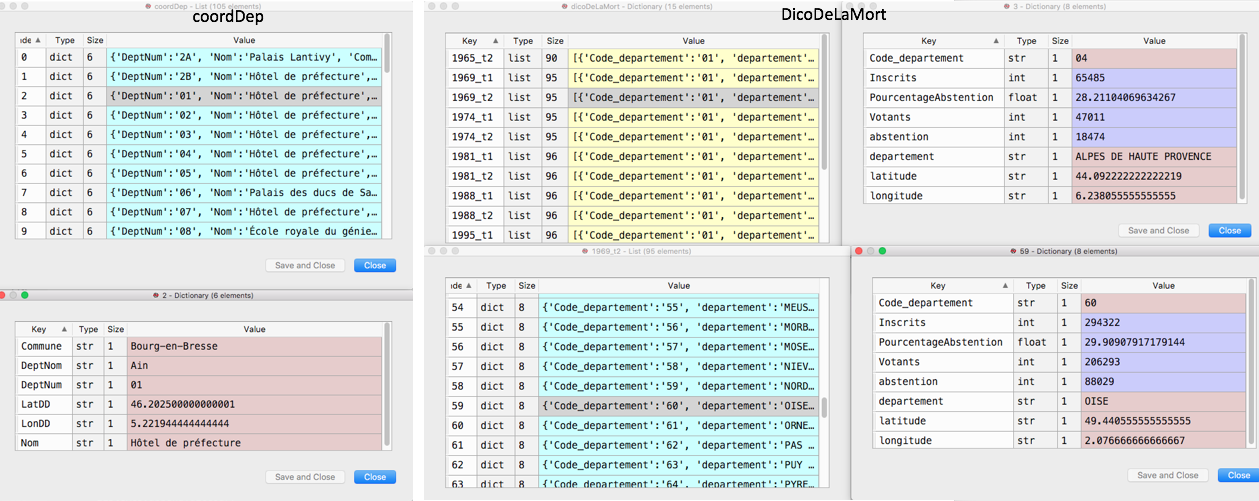 coordDep - List (105 elements)
coordDep
ıde Type Size Value
0 dict 6 {'DeptNum':'2A', 'Nom':'Palais Lantivy', 'Com…
1 dict 6 {'DeptNum':'2B', 'Nom':'Hôtel de préfecture',…
2 dict 6 {'DeptNum':'01', 'Nom':'Hôtel de préfecture',…
3 dict 6 {'DeptNum':'02', 'Nom':'Hôtel de préfecture',…
4 dict 6 {'DeptNum':'03', 'Nom':'Hôtel de préfecture',…
5 dict 6 {'DeptNum':'04', 'Nom':'Hôtel de préfecture',…
6 dict 6 {'DeptNum':'05', 'Nom':'Hôtel de préfecture',…
7 dict 6 {'DeptNum':'06', 'Nom':'Palais des ducs de Sa…
8 dict 6 {'DeptNum':'07', 'Nom':'Hôtel de préfecture',…
9 dict 6 {'DeptNum':'08', 'Nom':'École royale du génie…
Save and Close Close
dicoDeLaMort - Dictionary (15 elements)
DicoDeLaMort
Key Type Size Value
1965_t2 list 90 [{'Code_departement':'01', 'departement'…
1969_t1 list 95 [{'Code_departement':'01', 'departement'…
1969_t2 list 95 [{'Code_departement':'01', 'departement'…
1974_t1 list 95 [{'Code_departement':'01', 'departement'…
1974_t2 list 95 [{'Code_departement':'01', 'departement'…
1981_t1 list 96 [{'Code_departement':'01', 'departement'…
1981_t2 list 96 [{'Code_departement':'01', 'departement'…
1988_t1 list 96 [{'Code_departement':'01', 'departement'…
1988_t2 list 96 [{'Code_departement':'01', 'departement'…
1995_t1 list 96 [{'Code_departement':'01', 'departement'…
3 - Dictionary (8 elements)
Key Type Size Value
Code_departement str 1 04
Inscrits int 1 65485
PourcentageAbstention float 1 28.21104069634267
Votants int 1 47011
abstention int 1 18474
departement str 1 ALPES DE HAUTE PROVENCE
latitude str 1 44.092222222222219
longitude str 1 6.238055555555555
Save and Close Close
2 - Dictionary (6 elements)
Key Type Size Value
Commune str 1 Bourg-en-Bresse
DeptNom str 1 Ain
DeptNum str 1 01
LatDD str 1 46.202500000000001
LonDD str 1 5.221944444444444
Nom str 1 Hôtel de préfecture
Save and Close Close
1969_t2 - List (95 elements)
ıde Type Size Value
54 dict 8 {'Code_departement':'55', 'departement':'MEUS…
55 dict 8 {'Code_departement':'56', 'departement':'MORB…
56 dict 8 {'Code_departement':'57', 'departement':'MOSE…
57 dict 8 {'Code_departement':'58', 'departement':'NIEV…
58 dict 8 {'Code_departement':'59', 'departement':'NORD…
59 dict 8 {'Code_departement':'60', 'departement':'OISE…
60 dict 8 {'Code_departement':'61', 'departement':'ORNE…
61 dict 8 {'Code_departement':'62', 'departement':'PAS …
62 dict 8 {'Code_departement':'63', 'departement':'PUY …
63 dict 8 {'Code_departement':'64', 'departement':'PYRE…
59 - Dictionary (8 elements)
Key Type Size Value
Code_departement str 1 60
Inscrits int 1 294322
PourcentageAbstention float 1 29.90907917179144
Votants int 1 206293
abstention int 1 88029
departement str 1 OISE
latitude str 1 49.440555555555555
longitude str 1 2.076666666666667
Save and Close Close